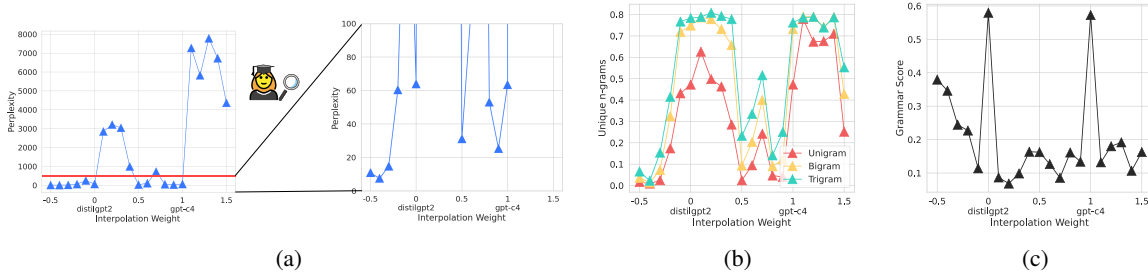 8000
7000
6000
5000
4000
3000
2000
1000
0
Perplexity
-0.5 0 0.5 1 1.5
distilgpt2 gpt-c4
Interpolation Weight
100
80
60
40
20
0
Perplexity
-0.5 0 0.5 1 1.5
distilgpt2 gpt-c4
Interpolation Weight
(a)
0.8
0.7
0.6
0.5
0.4
0.3
0.2
0.1
0.0
Unique n-grams
Unigram
Bigram
Trigram
-0.5 0 0.5 1 1.5
distilgpt2 gpt-c4
Interpolation Weight
(b)
0.6
0.5
0.4
0.3
0.2
0.1
Grammar Score
-0.5 0 0.5 1 1.5
distilgpt2 gpt-c4
Interpolation Weight
(c)